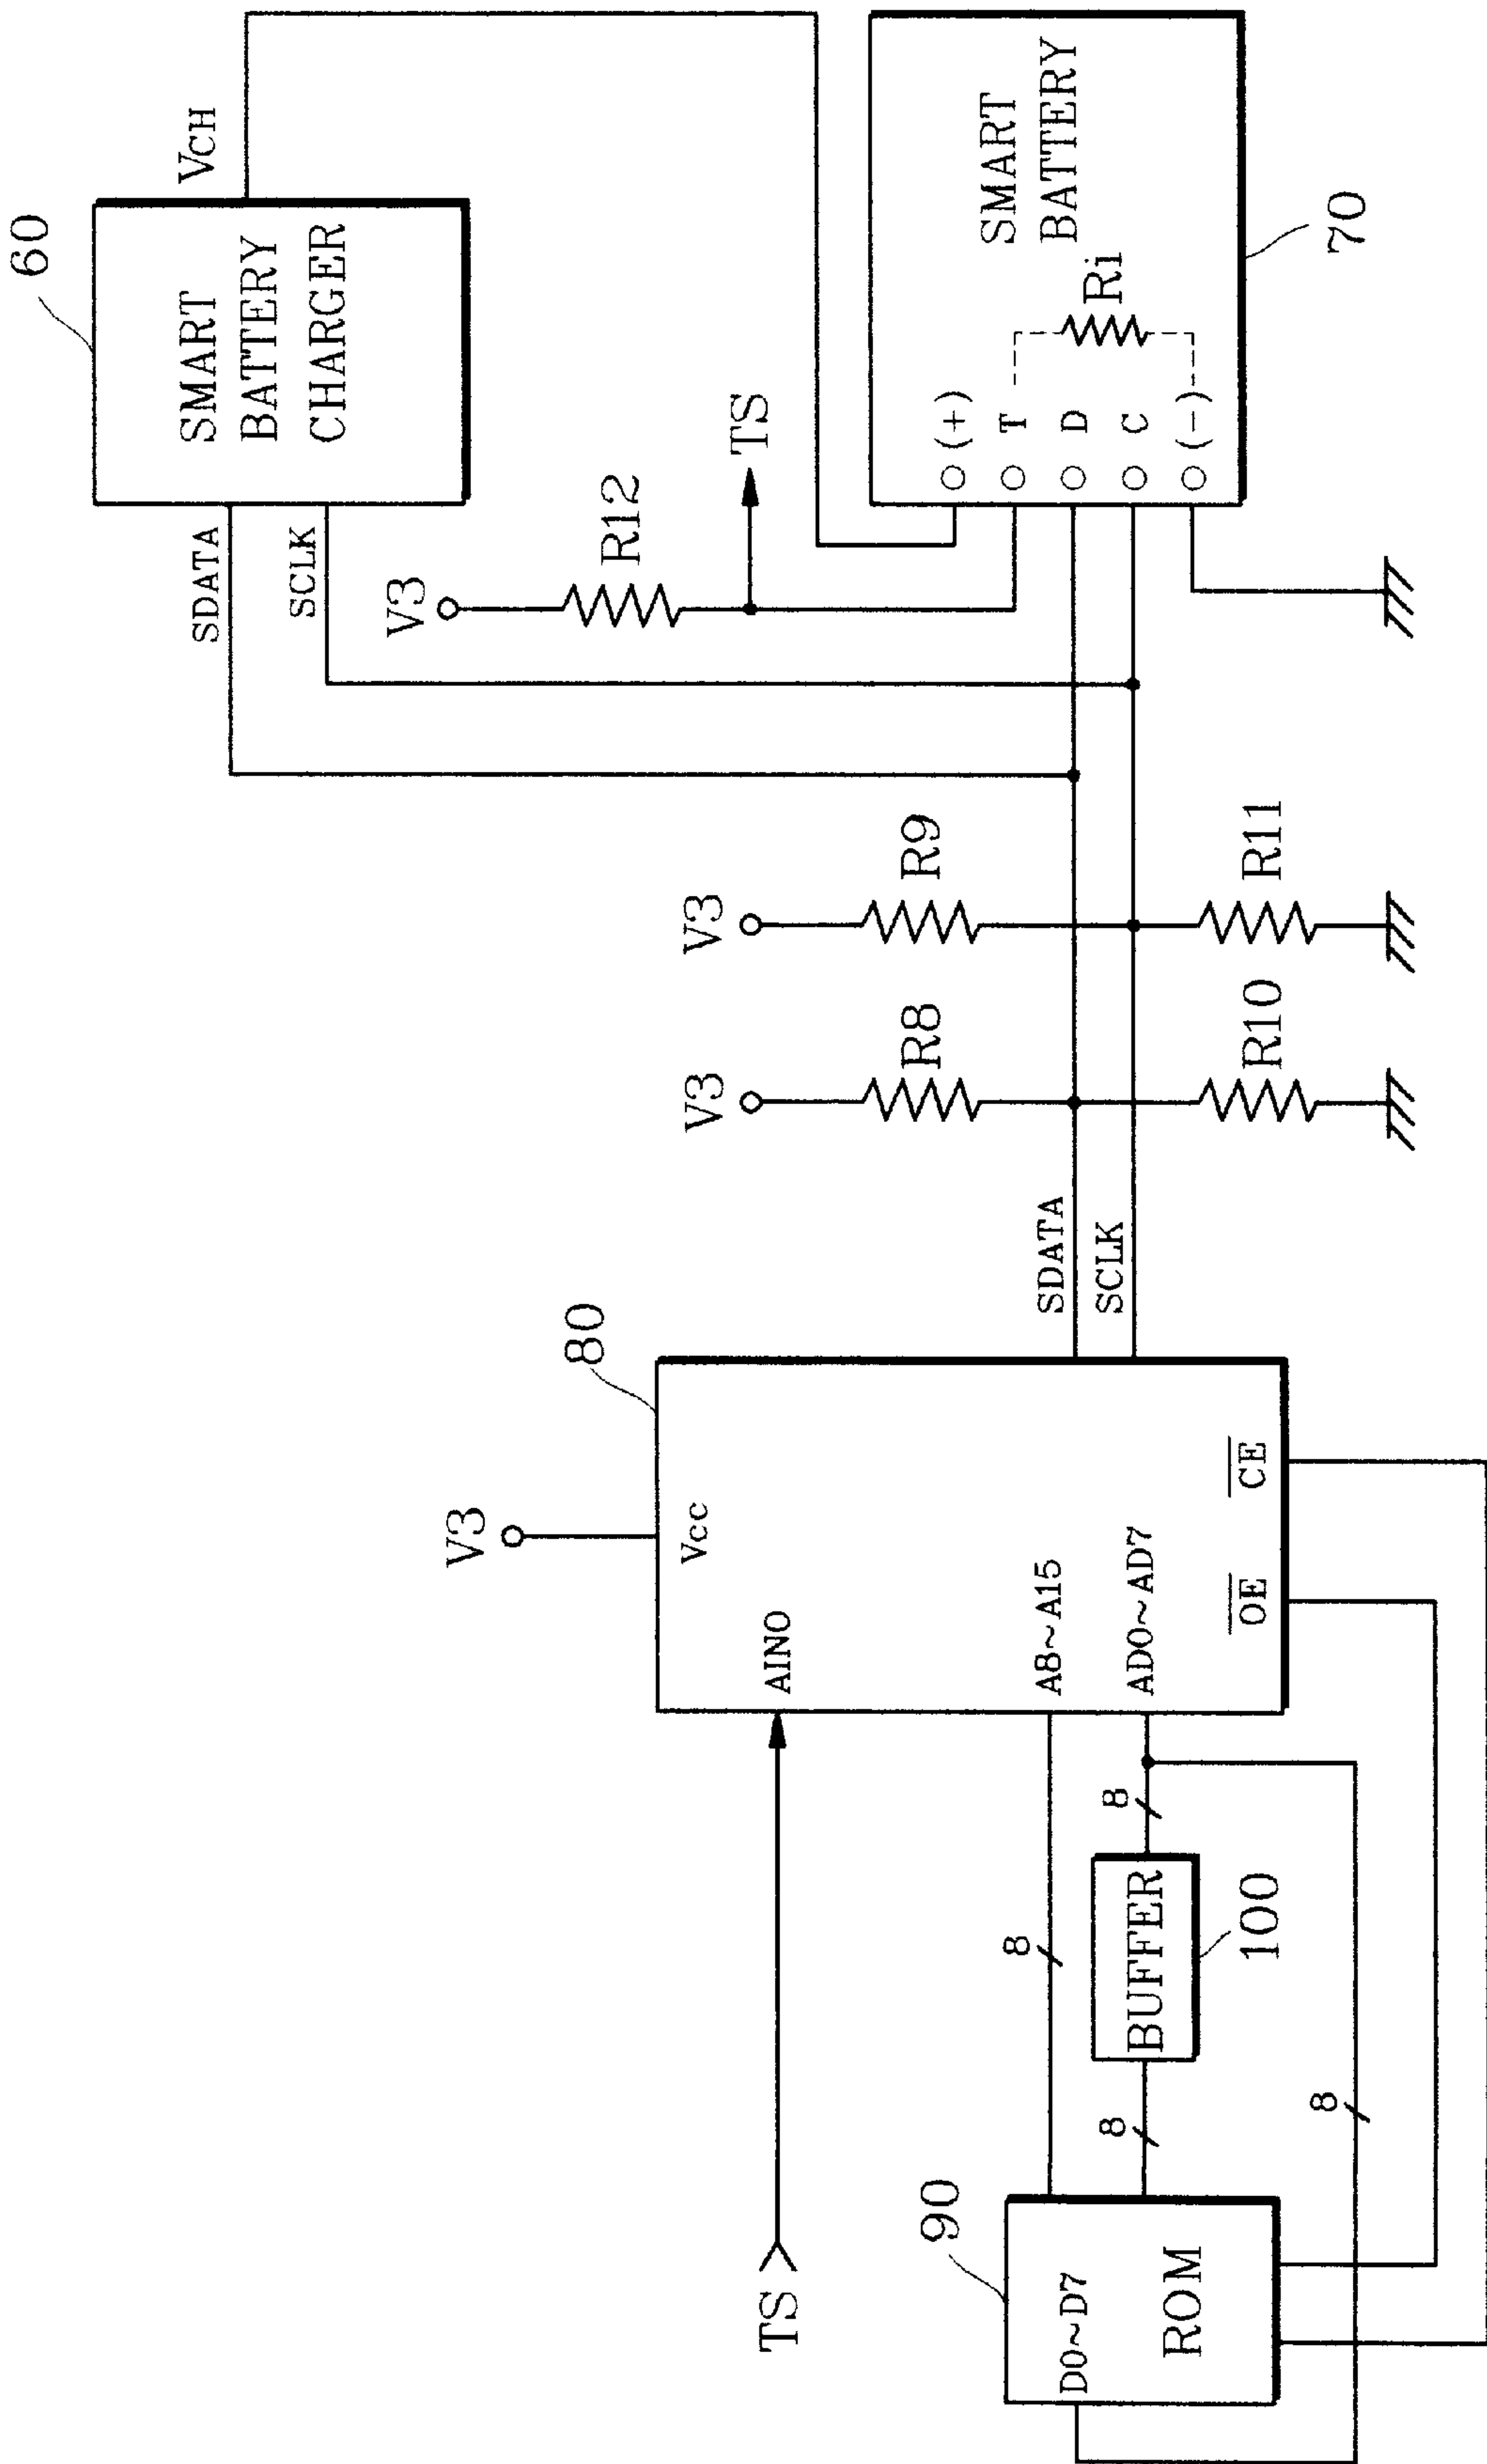 60
SMART
BATTERY
CHARGER
VCH
SDATA
SCLK
V3
R12
TS
SMART
BATTERY
(+)
T
D
C
(-)
Ri
70
V3
R9
R11
V3
R8
R10
SDATA
SCLK
80
V3
Vcc
AIN0
A8~A15
AD0~AD7
OE
CE
TS
8
8
BUFFER
100
8
8
90
D0~D7
ROM